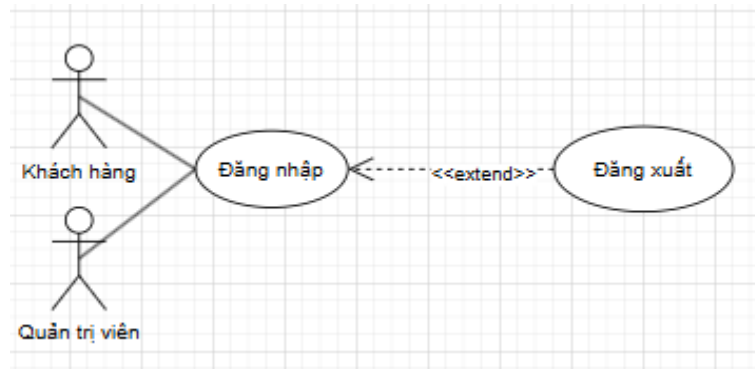 Khách hàng
Đăng nhập
<<extend>>
Đăng xuất
Quản trị viên